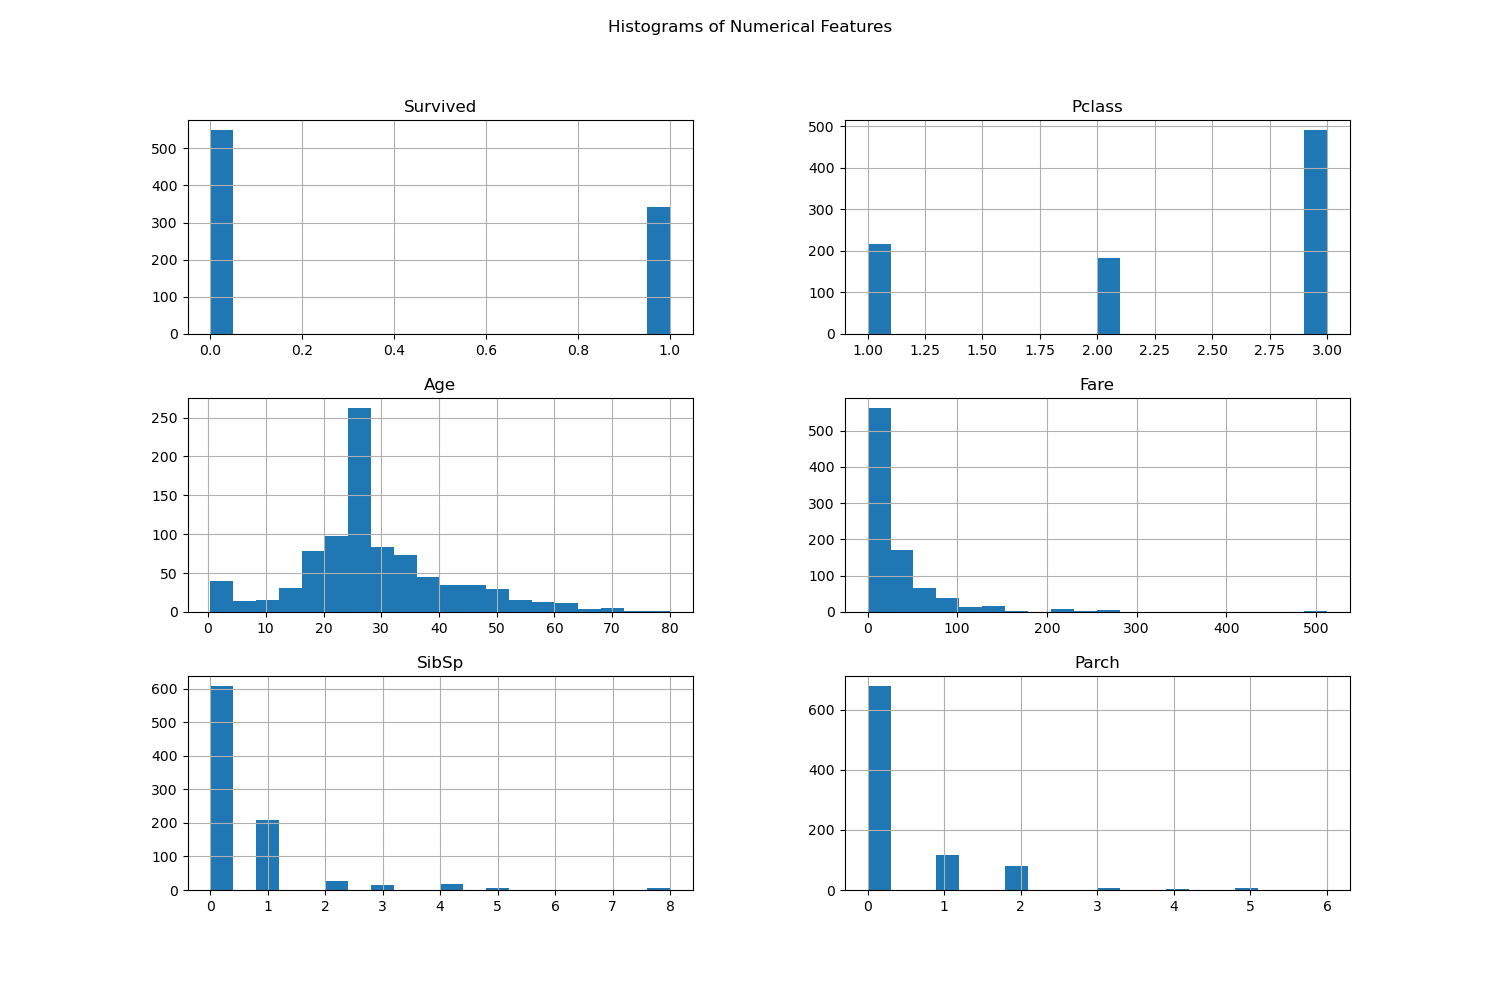 Histograms of Numerical Features
Survived
500
400
300
200
100
0
0.0 0.2 0.4 0.6 0.8 1.0
Pclass
500
400
300
200
100
0
1.00 1.25 1.50 1.75 2.00 2.25 2.50 2.75 3.00
Age
250
200
150
100
50
0
0 10 20 30 40 50 60 70 80
Fare
500
400
300
200
100
0
0 100 200 300 400 500
SibSp
600
500
400
300
200
100
0
0 1 2 3 4 5 6 7 8
Parch
600
400
200
0
0 1 2 3 4 5 6